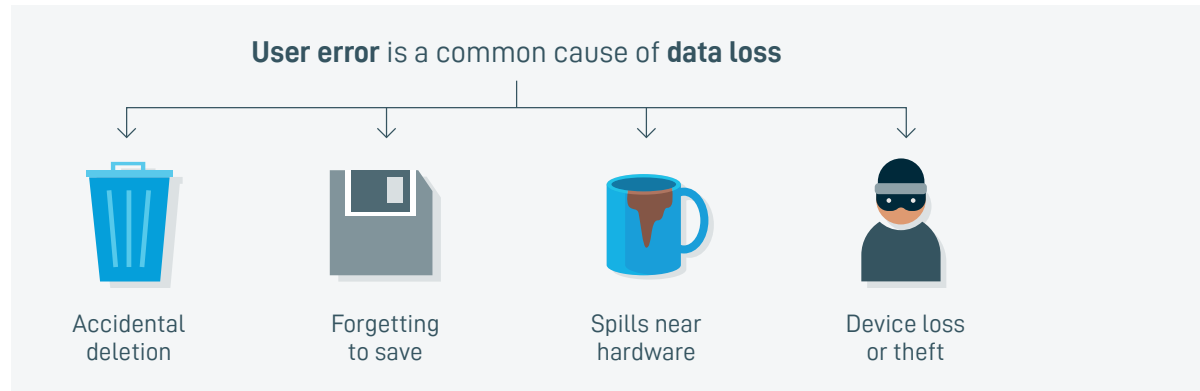 User error is a common cause of data loss
Accidental
deletion
Forgetting
to save
Spills near
hardware
Device loss
or theft